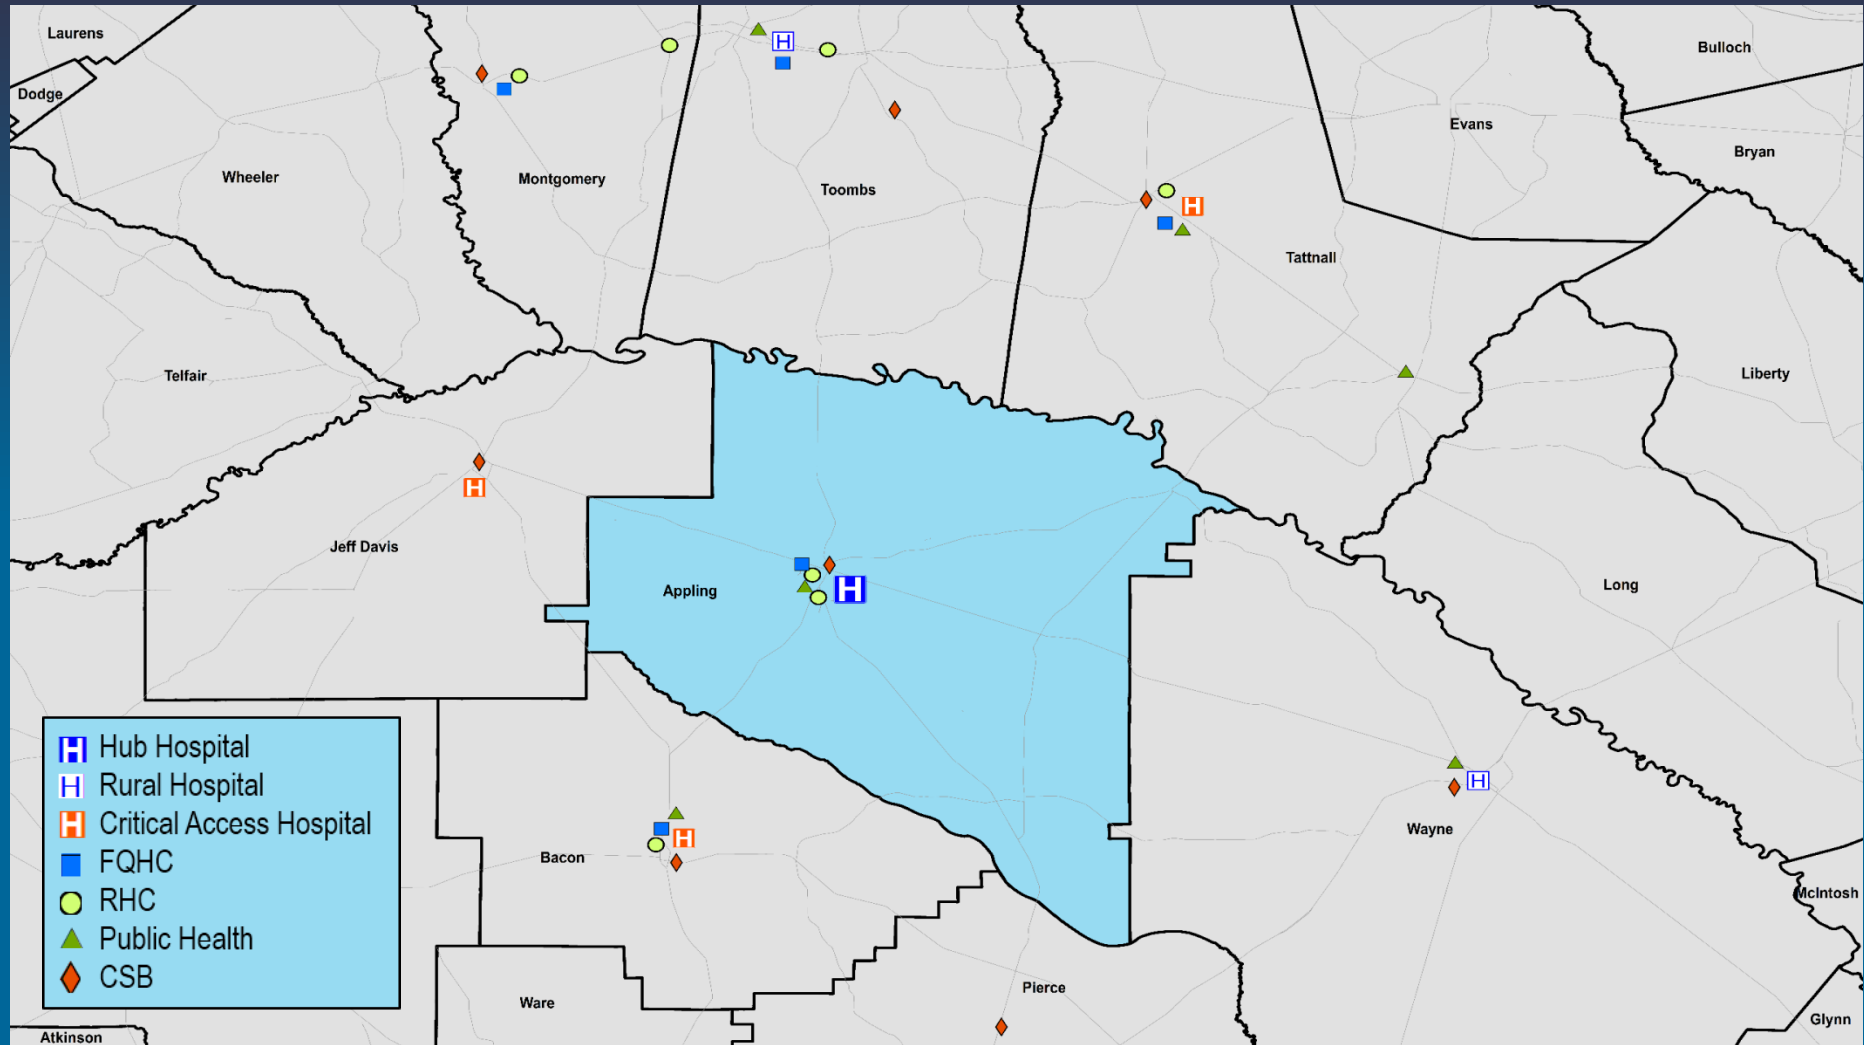 Laurens
Bulloch
Dodge
Evans
Bryan
Wheeler
Montgomery
Toombs
H
H
Tattnall
Telfair
Liberty
H
Jeff Davis
Appling
H
Long
Wayne
H
Bacon
H
McIntosh
Ware
Pierce
Glynn
Atkinson
H Hub Hospital
H Rural Hospital
H Critical Access Hospital
FQHC
RHC
Public Health
CSB